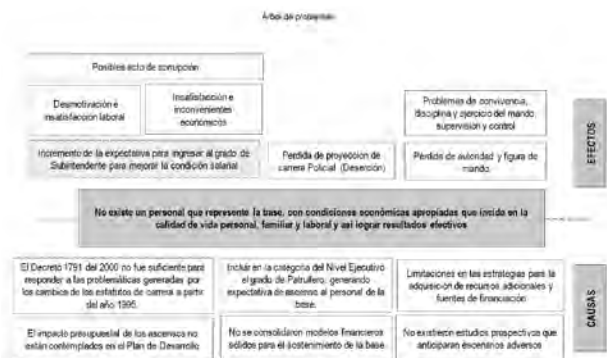 Árbol de problemas
Posibles acto de corrupción
Desmotivación e
insatisfacción laboral
Insatisfacción e
inconvenientes
económicos
Problemas de convivencia,
disciplina y ejercicio del mando
supervisión y control
Incremento de la expectativa para ingresar al grado de
Subintendente para mejorar la condición salarial
Perdida de proyección de
carrera Policial (Deserción)
Pérdida de autoridad y figura de
mando.
EFECTOS
No existe un personal que represente la base, con condiciones económicas apropiadas que incida en la
calidad de vida personal, familiar y laboral y así lograr resultados efectivos
El Decreto 1791 del 2000 no fue suficiente para
responder a las problemáticas generadas por
los cambios de los estatutos de carrera a partir
del año 1995.
Incluir en la categoría del Nivel Ejecutivo
el grado de Patrullero, generando
expectativa de ascenso al personal de la
base.
Limitaciones en las estrategias para la
adquisición de recursos adicionales y
fuentes de financiación
El impacto presupuestal de los ascensos no
están contemplados en el Plan de Desarrollo
No se consolidaron modelos financieros
sólidos para el sostenimiento de la base
No existieron estudios prospectivos que
anticiparan escenarios adversos
CAUSAS